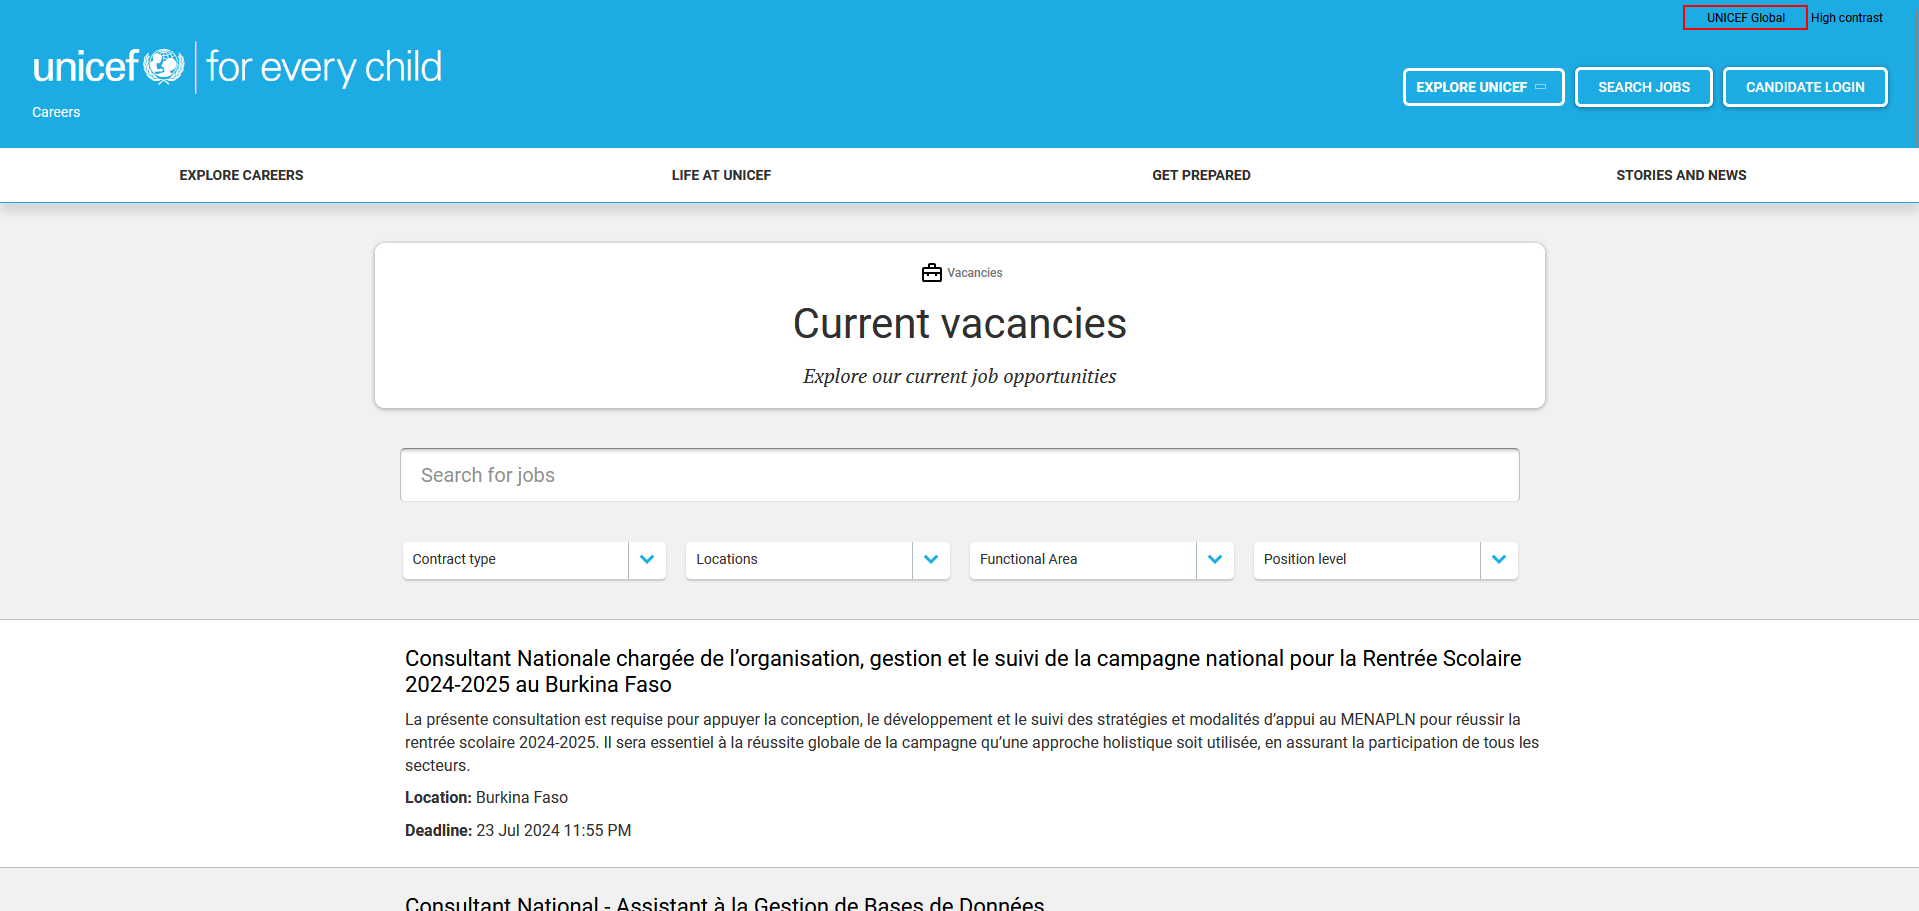 UNICEF Global High contrast
unicef for every child
Careers
EXPLORE UNICEF
SEARCH JOBS
CANDIDATE LOGIN
EXPLORE CAREERS
LIFE AT UNICEF
GET PREPARED
STORIES AND NEWS
Vacancies
Current vacancies
Explore our current job opportunities
Search for jobs
Contract type
Locations
Functional Area
Position level
Consultant Nationale chargée de l’organisation, gestion et le suivi de la campagne national pour la Rentrée Scolaire
2024-2025 au Burkina Faso
La présente consultation est requise pour appuyer la conception, le développement et le suivi des stratégies et modalités d’appui au MENAPLN pour réussir la
rentrée scolaire 2024-2025. Il sera essentiel à la réussite globale de la campagne qu’une approche holistique soit utilisée, en assurant la participation de tous les
secteurs.
Location: Burkina Faso
Deadline: 23 Jul 2024 11:55 PM
Consultant National - Assistant à la Gestion de Bases de Données